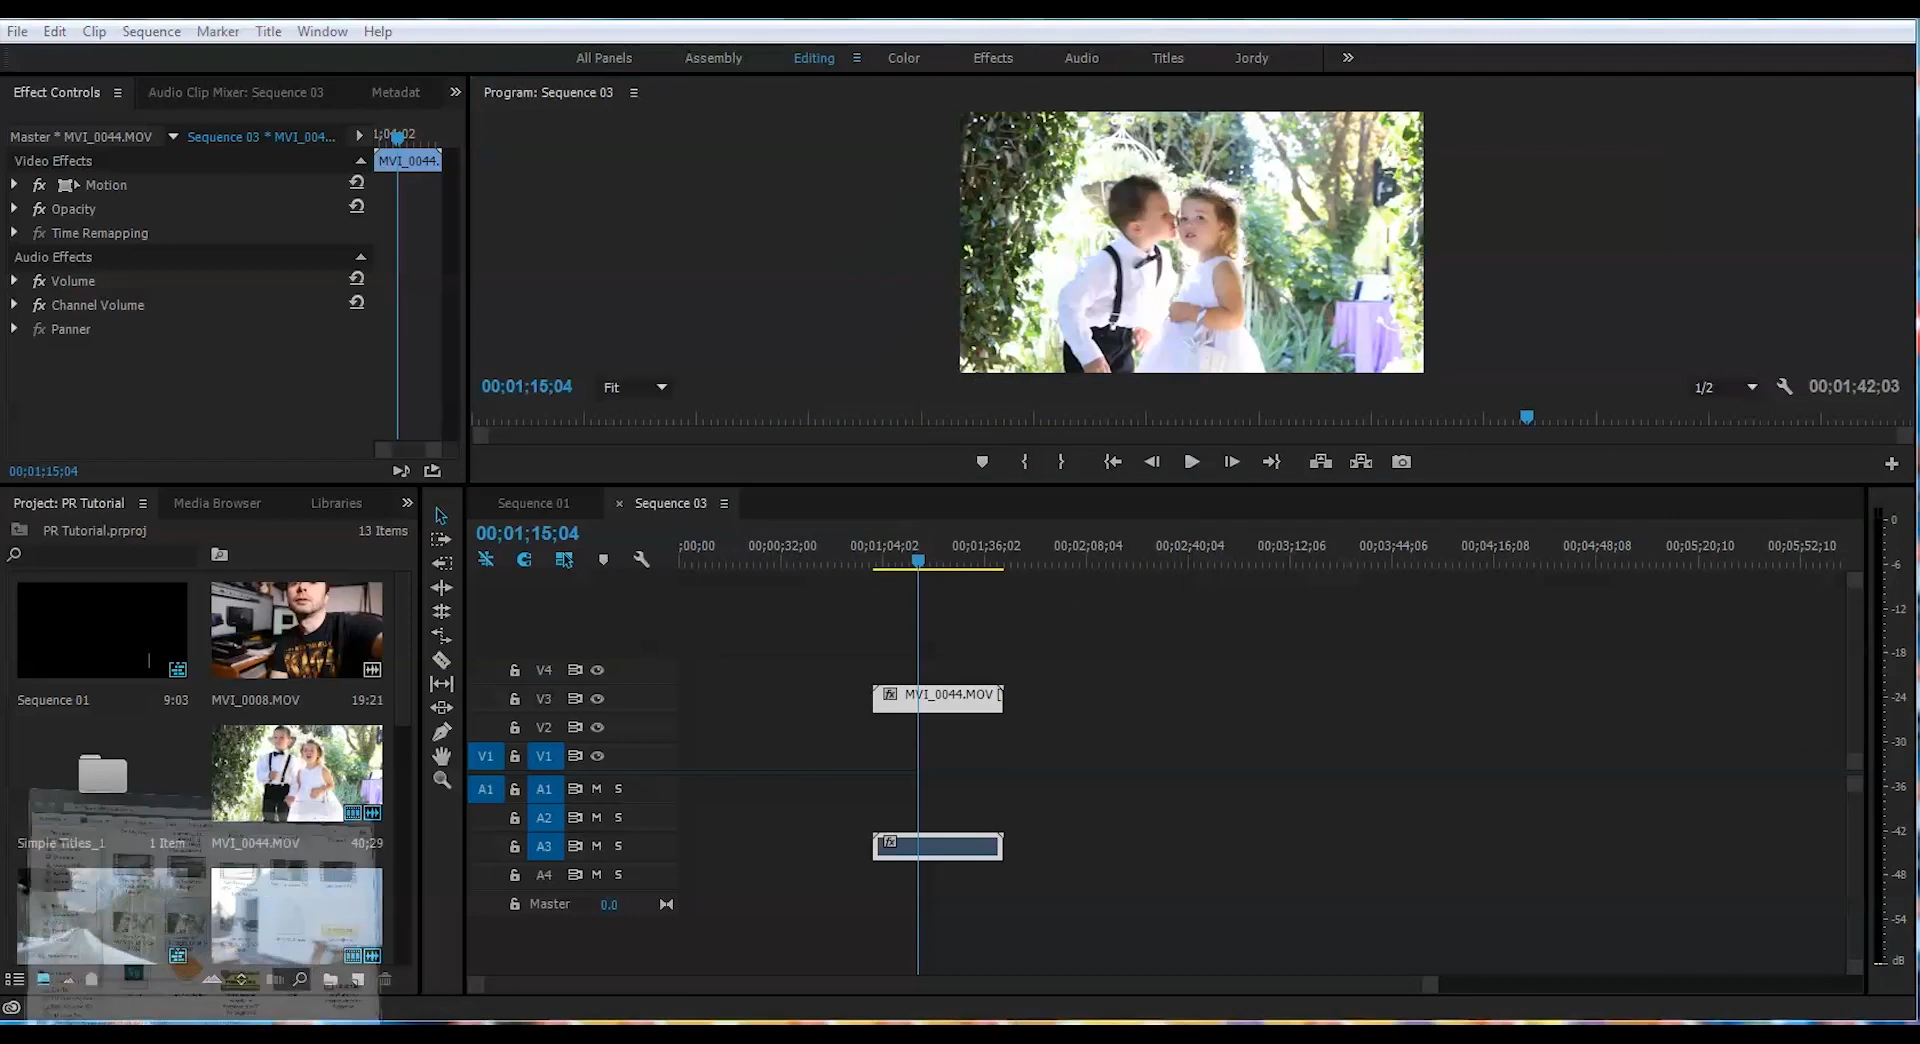 File Edit Clip Sequence Marker Title Window Help
All Panels Assembly Editing Color Effects Audio Titles Jordy
Effect Controls Audio Clip Mixer: Sequence 03 Metadat
Program: Sequence 03
Master * MVI_0044.MOV Sequence 03 * MVI_004... 1;04;02
Video Effects MVI_0044.
fx Motion
fx Opacity
fx Time Remapping
Audio Effects
fx Volume
fx Channel Volume
fx Panner
00;01;15;04 Fit 1/2 00;01;42;03
00;01;15;04
Project: PR Tutorial Media Browser Libraries
Sequence 01 Sequence 03
PR Tutorial.prproj 13 Items
00;01;15;04
;00;00 00;00;32;00 00;01;04;02 00;01;36;02 00;02;08;04 00;02;40;04 00;03;12;06 00;03;44;06 00;04;16;08 00;04;48;08 00;05;20;10 00;05;52;10
Sequence 01 9;03 MVI_0008.MOV 19;21
Simple Titles_1 1 Item MVI_0044.MOV 40;29
V4
V3 fx MVI_0044.MOV [
V2
V1 V1
A1 A1 M S
A2 M S
A3 M S fx
A4 M S
Master 0.0
0
-6
-12
-18
-24
-30
-36
-42
-48
-54
dB